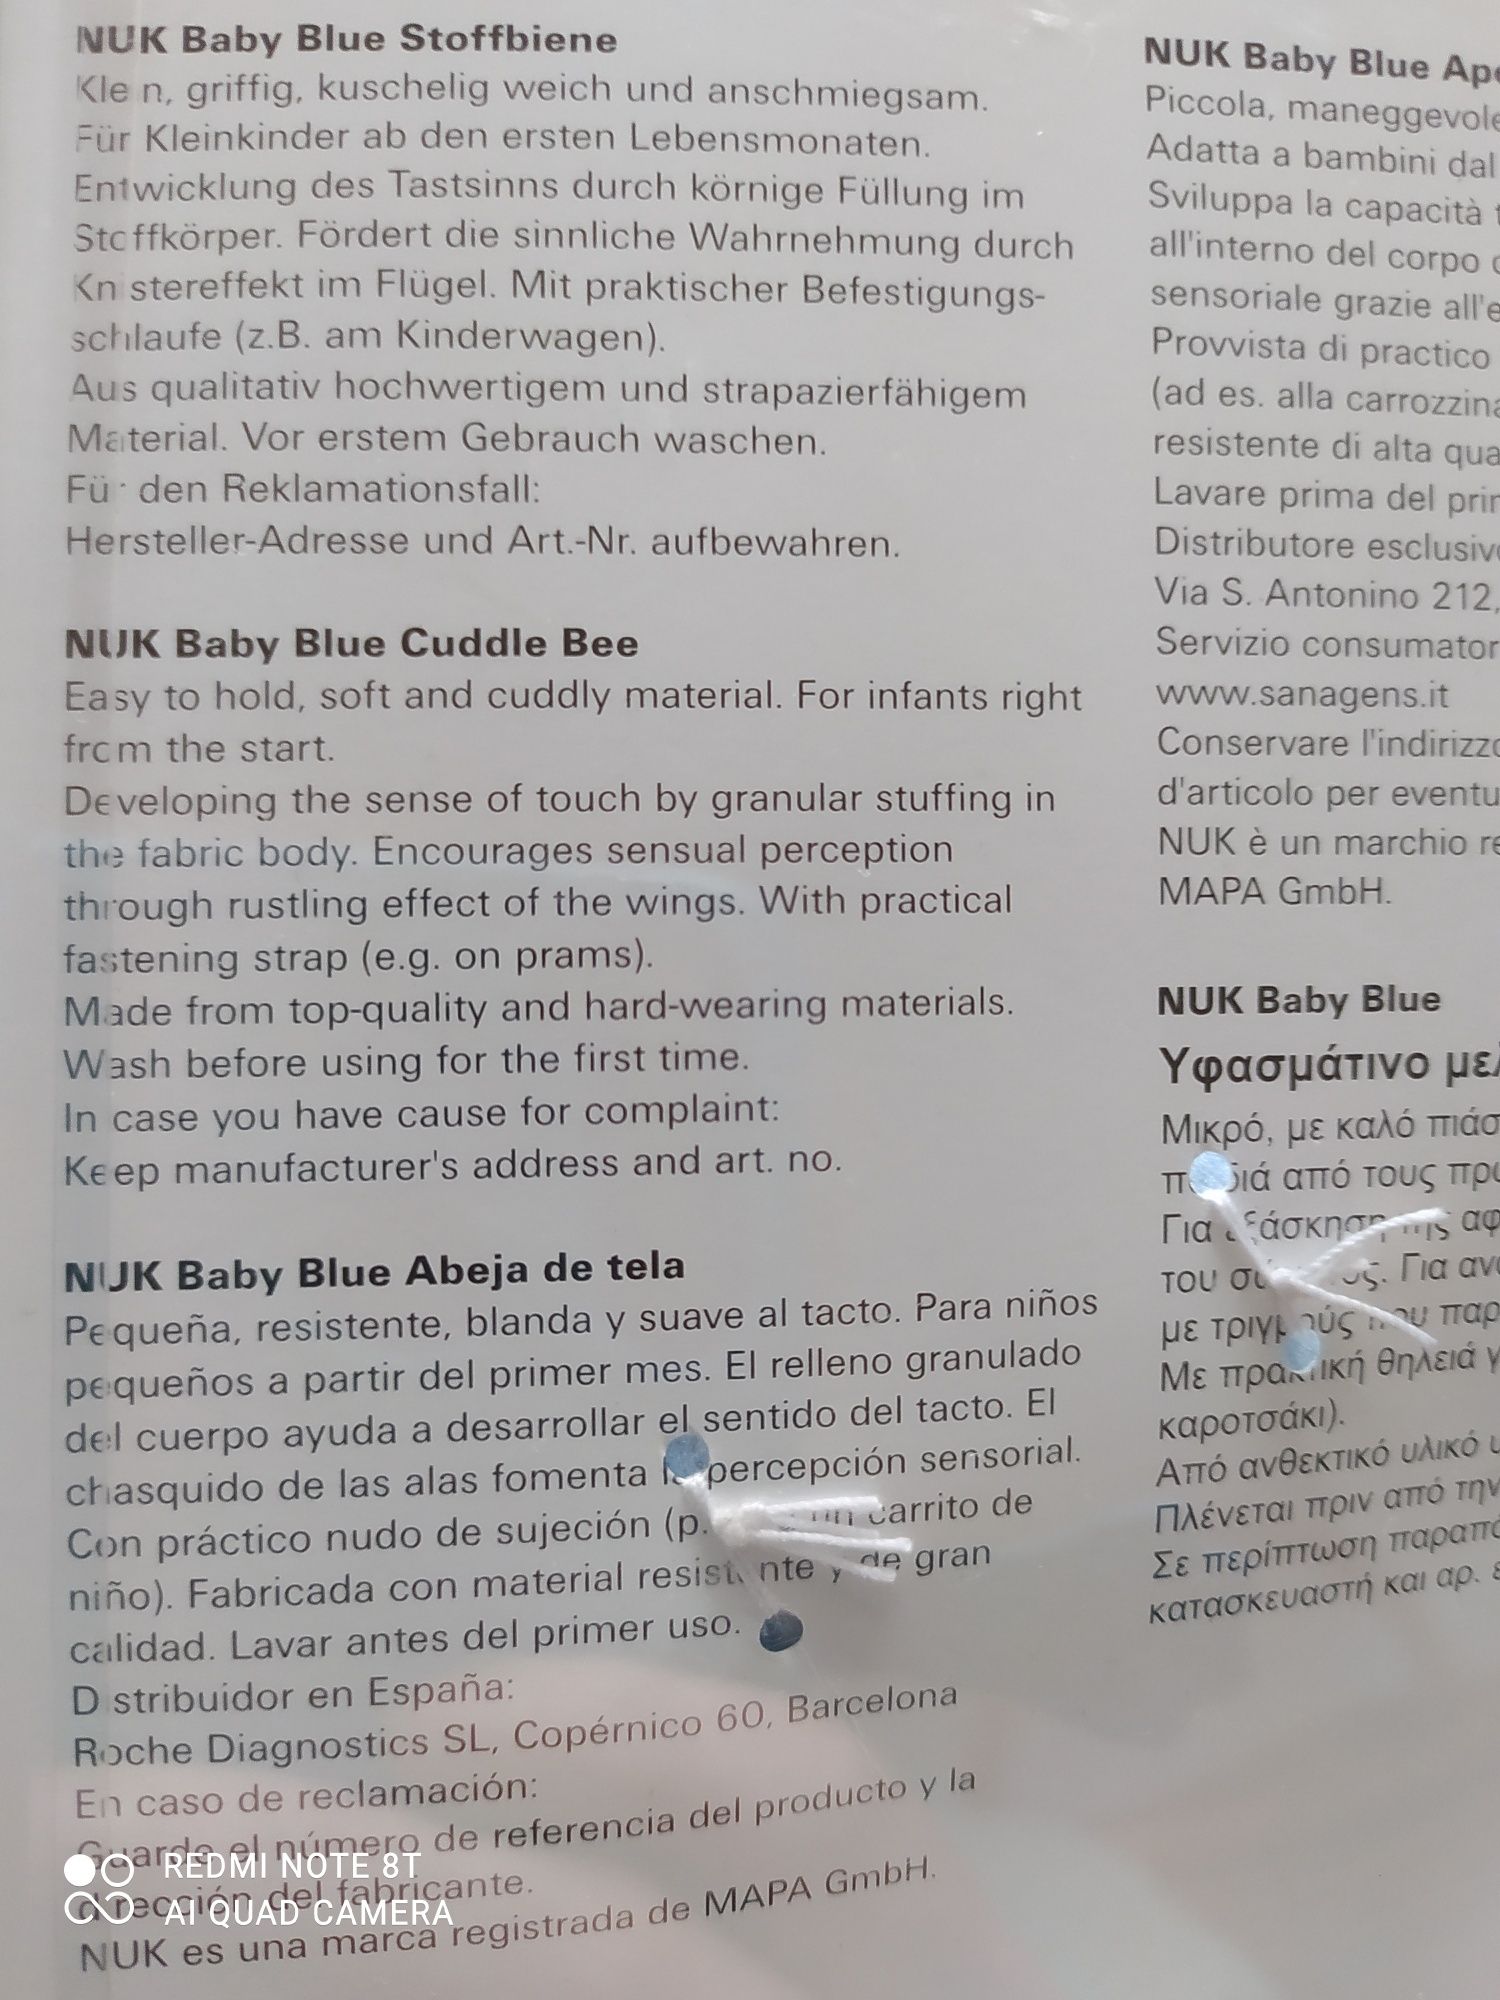 NUK Baby Blue Stoffbiene
Klein, griffig, kuschelig weich und anschmiegsam.
Für Kleinkinder ab den ersten Lebensmonaten.
Entwicklung des Tastsinns durch körnige Füllung im
Stoffkörper. Fördert die sinnliche Wahrnehmung durch
Knistereffekt im Flügel. Mit praktischer Befestigungs-
schlaufe (z.B. am Kinderwagen).
Aus qualitativ hochwertigem und strapazierfähigem
Material. Vor erstem Gebrauch waschen.
Für den Reklamationsfall:
Hersteller-Adresse und Art.-Nr. aufbewahren.
NUK Baby Blue Cuddle Bee
Easy to hold, soft and cuddly material. For infants right
from the start.
Developing the sense of touch by granular stuffing in
the fabric body. Encourages sensual perception
through rustling effect of the wings. With practical
fastening strap (e.g. on prams).
Made from top-quality and hard-wearing materials.
Wash before using for the first time.
In case you have cause for complaint:
Keep manufacturer's address and art. no.
NUK Baby Blue Abeja de tela
Pequeña, resistente, blanda y suave al tacto. Para niños
pequeños a partir del primer mes. El relleno granulado
del cuerpo ayuda a desarrollar el sentido del tacto. El
chasquido de las alas fomenta la percepción sensorial.
Con práctico nudo de sujeción (p. un carrito de
niño). Fabricada con material resistente y de gran
calidad. Lavar antes del primer uso.
Distribuidor en España:
Roche Diagnostics SL, Copérnico 60, Barcelona
En caso de reclamación:
Guarde el número de referencia del producto y la
dirección del fabricante.
NUK es una marca registrada de MAPA GmbH.
NUK Baby Blue
Piccola, maneggevole
Adatta a bambini dal
Sviluppa la capacità
all'interno del corpo
sensoriale grazie
Provvista di practico
(ad es. alla carrozzina
resistente di alta
Lavare prima del
Distributore
Via S. Antonino 212,
Servizio
www.sanagens.it
Conservare
d'articolo per
NUK è un marchio
MAPA GmbH.
NUK Baby Blue
Υφασμάτινο
Μικρό, με καλό
παιδιά από τους
Για εξάσκηση της
του Για
με τριγμούς που
Με πρακτική θηλειά
καροτσάκι).
Από ανθεκτικό υλικό
Πλένεται πριν από την
Σε περίπτωση
κατασκευαστή και αρ.
REDMI NOTE 8T
AI QUAD CAMERA